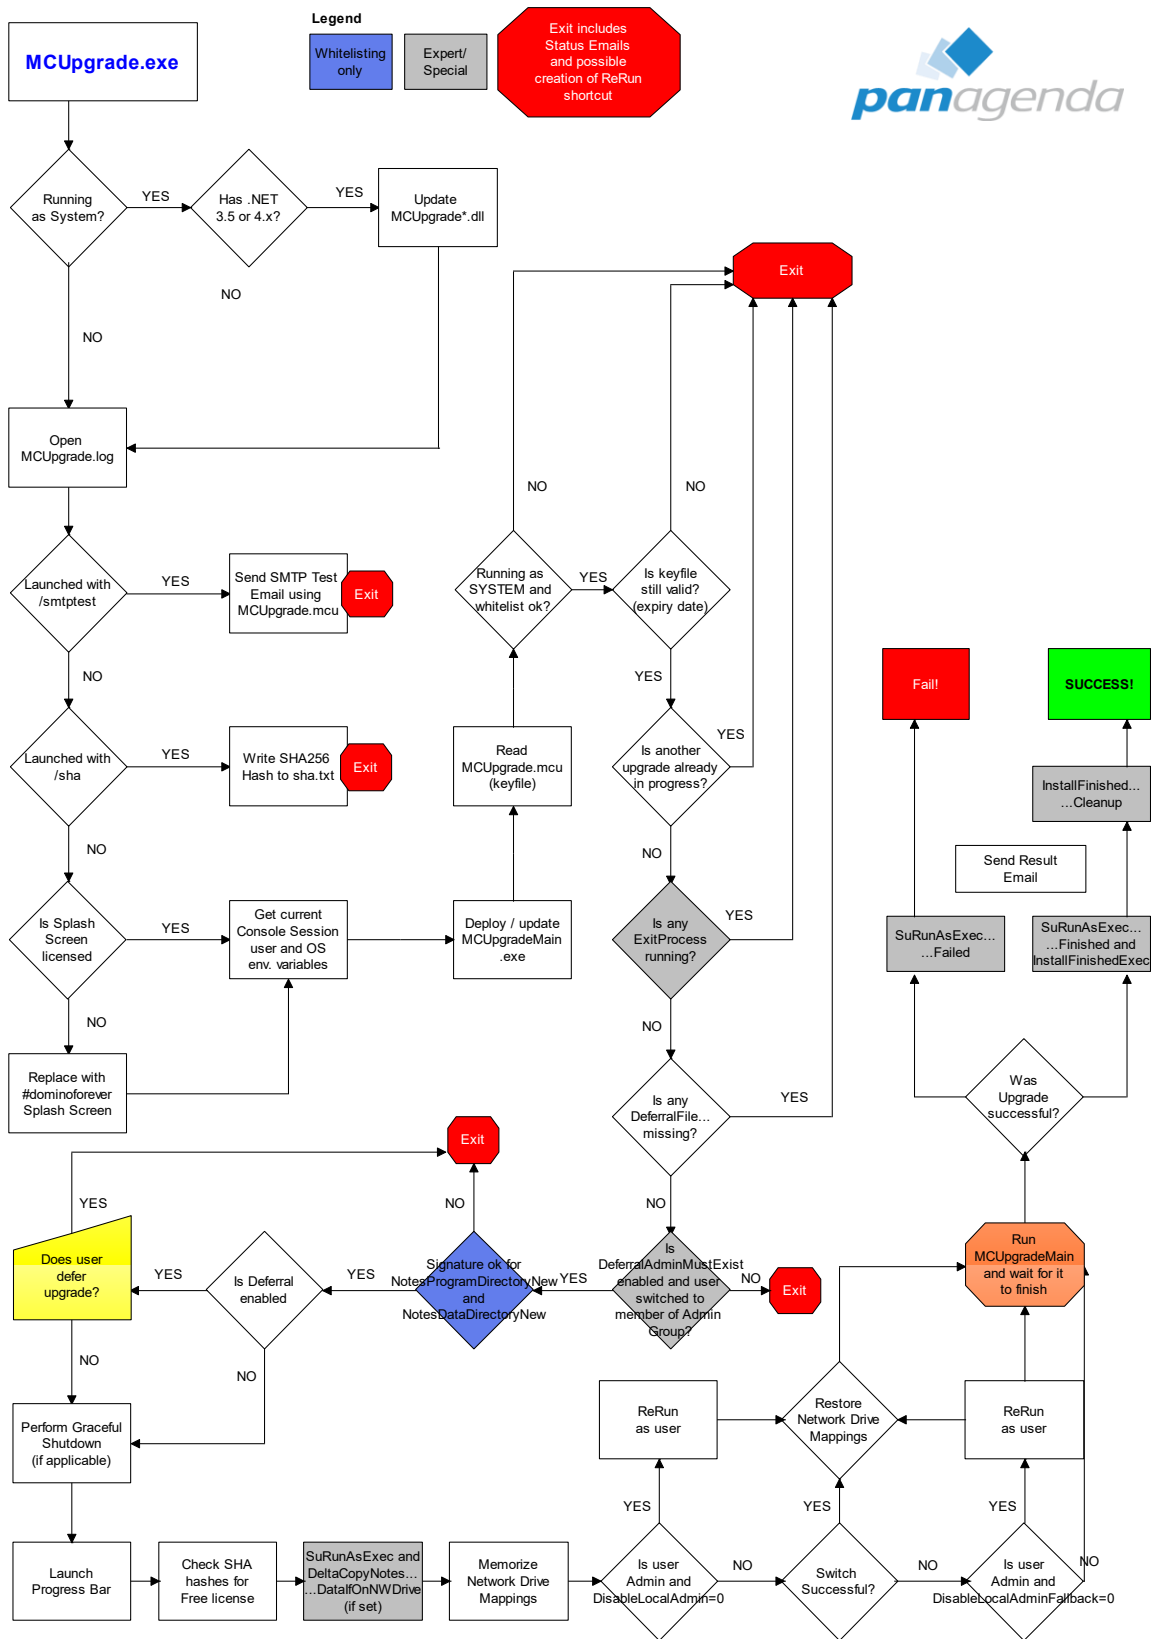 Legend
MCUpgrade.exe
Whitelisting
only
Expert/
Special
Exit includes
Status Emails
and possible
creation of ReRun
shortcut
panagenda
Running
as System?
YES
Has .NET
3.5 or 4.x?
YES
Update
MCUpgrade*.dll
NO
NO
Exit
Open
MCUpgrade.log
NO
NO
Launched with
/smtptest
YES
Send SMTP Test
Email using
MCUpgrade.mcu
Exit
Running as
SYSTEM and
whitelist ok?
YES
Is keyfile
still valid?
(expiry date)
NO
YES
Fail!
SUCCESS!
Launched with
/sha
YES
Write SHA256
Hash to sha.txt
Exit
Read
MCUpgrade.mcu
(keyfile)
Is another
upgrade already
in progress?
YES
InstallFinished...
...Cleanup
NO
NO
Send Result
Email
Is Splash
Screen
licensed
YES
Get current
Console Session
user and OS
env. variables
Deploy / update
MCUpgradeMain
.exe
Is any
ExitProcess
running?
YES
SuRunAsExec...
...Failed
SuRunAsExec...
...Finished and
InstallFinishedExec
NO
NO
Replace with
#dominoforever
Splash Screen
Is any
DeferralFile...
missing?
YES
Was
Upgrade
successful?
Exit
YES
NO
NO
Does user
defer
upgrade?
YES
Is Deferral
enabled
YES
Signature ok for
NotesProgramDirectoryNew
and
NotesDataDirectoryNew
YES
Is
DeferralAdminMustExist
enabled and user
switched to
member of Admin
Group?
NO
Exit
Run
MCUpgradeMain
and wait for it
to finish
NO
NO
Perform Graceful
Shutdown
(if applicable)
ReRun
as user
Restore
Network Drive
Mappings
ReRun
as user
YES
YES
YES
Launch
Progress Bar
Check SHA
hashes for
Free license
SuRunAsExec and
DeltaCopyNotes...
...DataIfOnNWDrive
(if set)
Memorize
Network Drive
Mappings
Is user
Admin and
DisableLocalAdmin=0
NO
Switch
Successful?
NO
Is user
Admin and
DisableLocalAdminFallback=0
NO